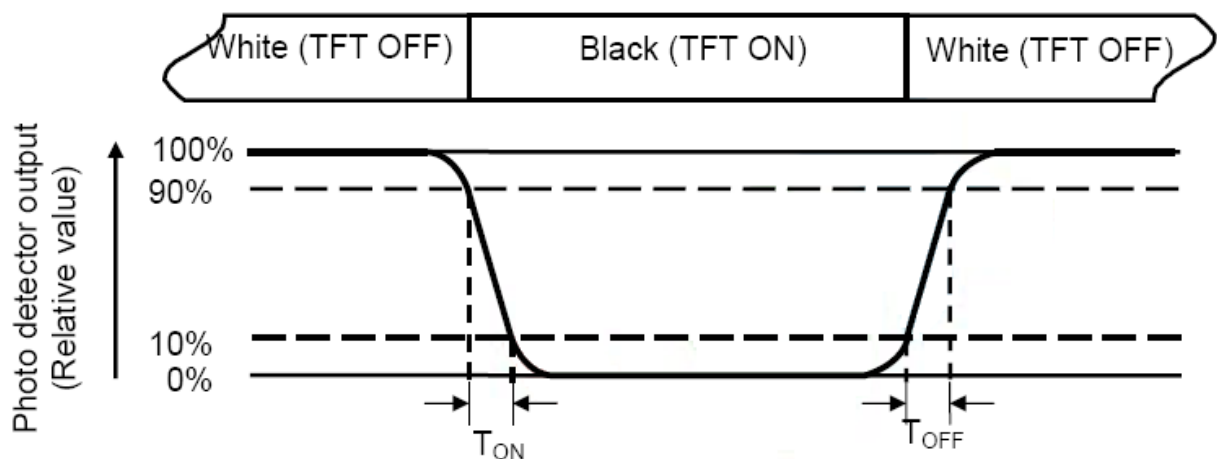 White (TFT OFF)
Black (TFT ON)
White (TFT OFF)
Photo detector output
(Relative value)
100%
90%
10%
0%
TON
TOFF